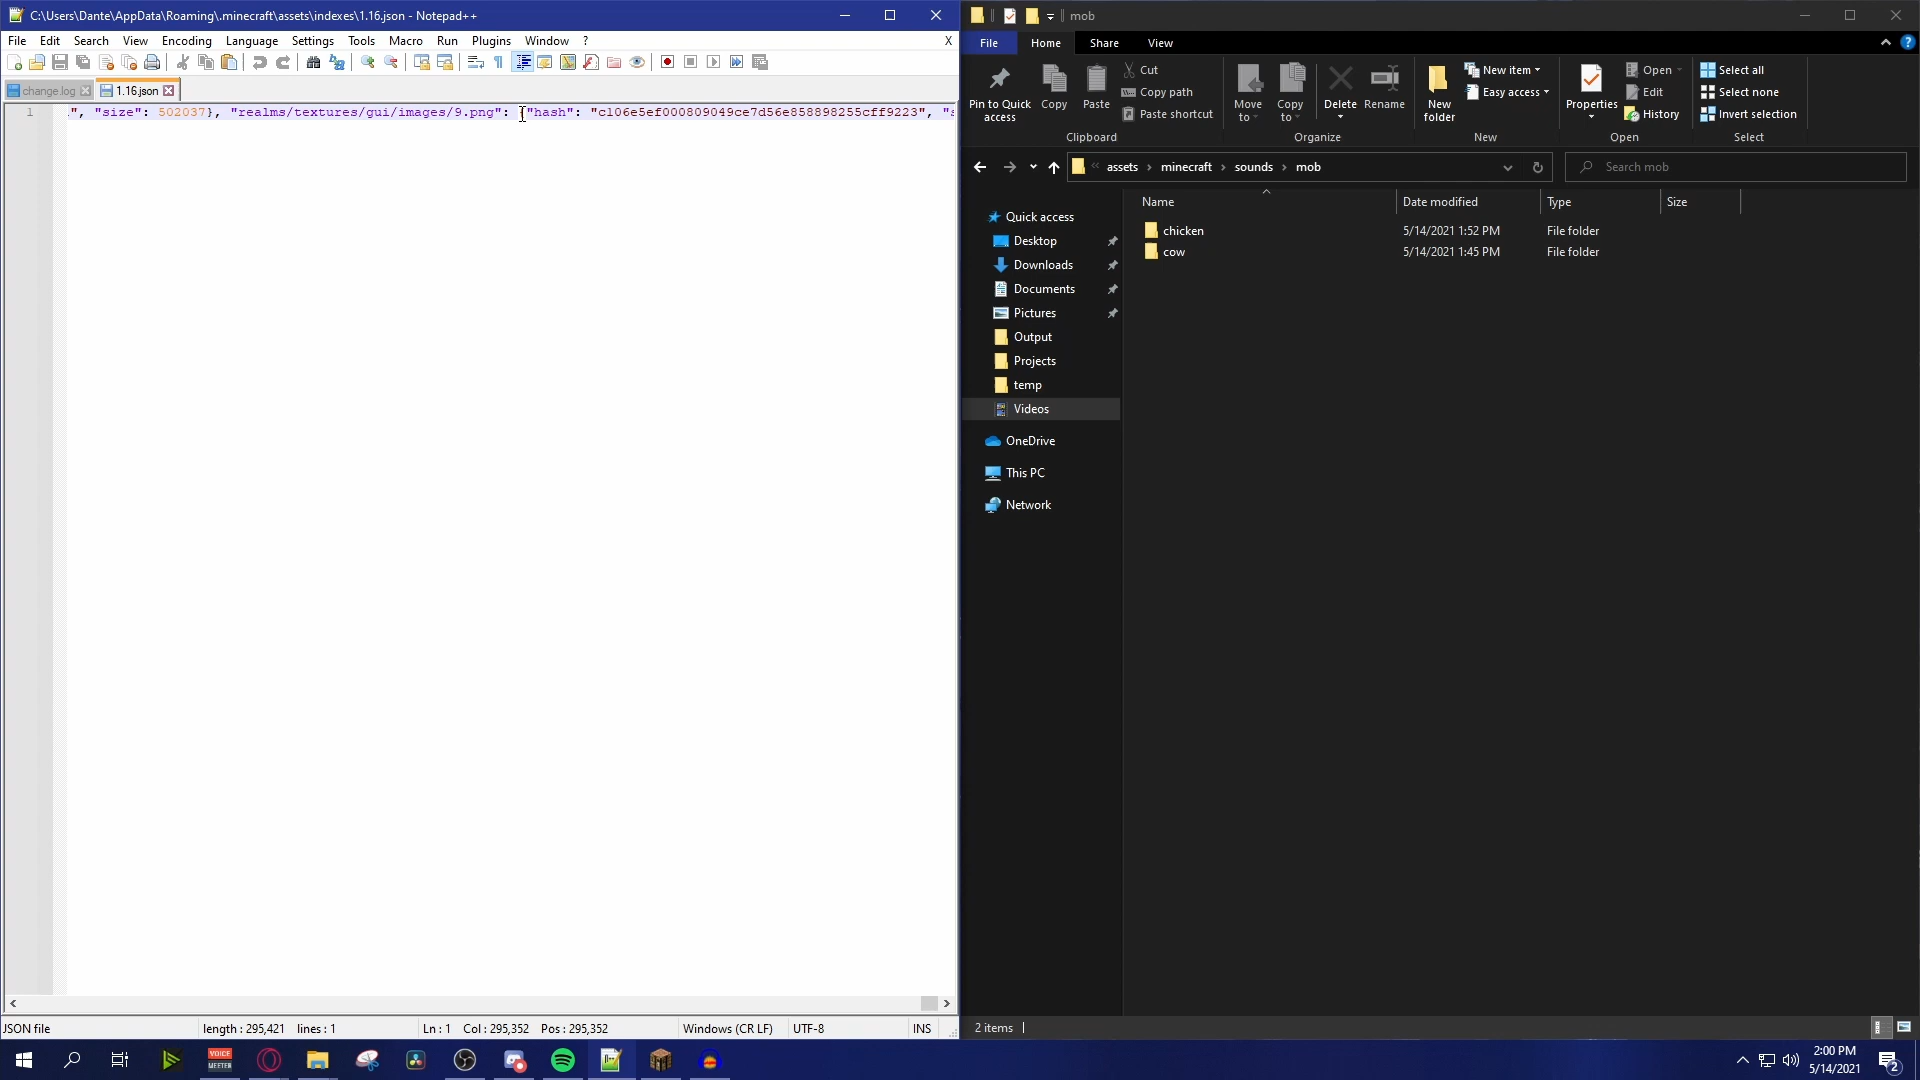 C:\Users\Dante\AppData\Roaming\.minecraft\assets\indexes\1.16.json - Notepad++
File Edit Search View Encoding Language Settings Tools Macro Run Plugins Window ? X
change.log 1.16.json
1 ", "size": 502037}, "realms/textures/gui/images/9.png": {"hash": "c106e5ef000809049ce7d56e858898255cff9223", "s
JSON file length : 295,421 lines : 1 Ln : 1 Col : 295,352 Pos : 295,352 Windows (CR LF) UTF-8 INS
mob
File Home Share View
Pin to Quick access
Copy
Paste
Cut
Copy path
Paste shortcut
Clipboard
Move to
Copy to
Delete
Rename
Organize
New folder
New item
Easy access
New
Properties
Open
Edit
History
Open
Select all
Select none
Invert selection
Select
« assets › minecraft › sounds › mob
Search mob
Name Date modified Type Size
chicken 5/14/2021 1:52 PM File folder
cow 5/14/2021 1:45 PM File folder
Quick access
Desktop
Downloads
Documents
Pictures
Output
Projects
temp
Videos
OneDrive
This PC
Network
2 items
VOICE
MEETER
2:00 PM
5/14/2021
2